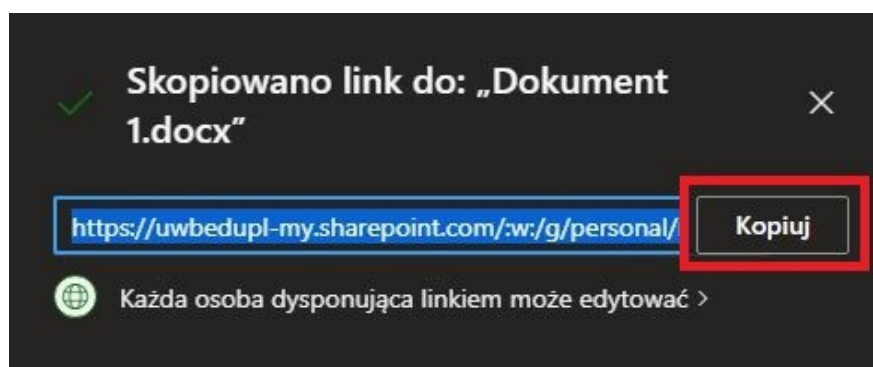 Skopiowano link do: „Dokument
1.docx”
https://uwbedupl-my.sharepoint.com/:w:/g/personal/
Kopiuj
Każda osoba dysponująca linkiem może edytować >